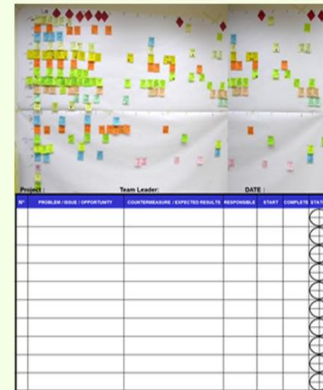 Project : Team Leader: DATE :
N° PROBLEM / ISSUE / OPPORTUNITY COUNTERMEASURE / EXPECTED RESULTS RESPONSIBLE START COMPLETE